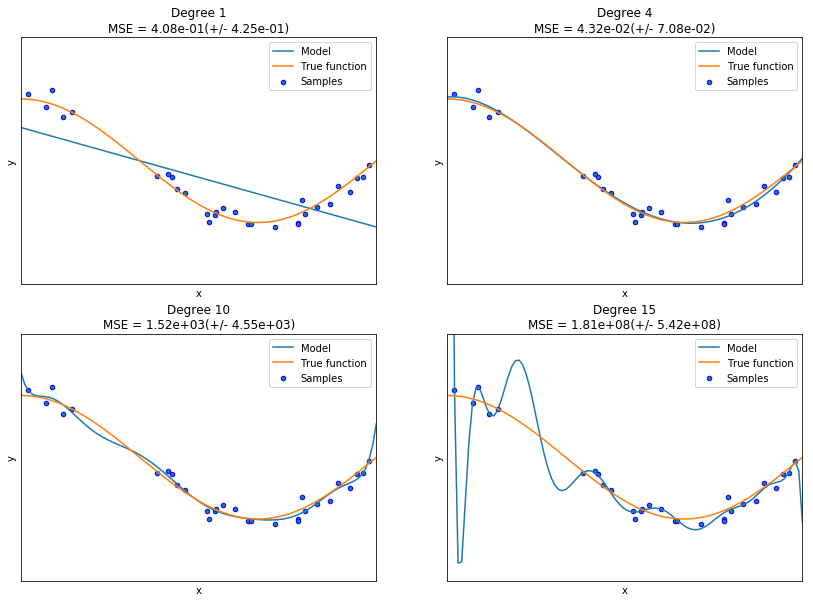 Degree 1
MSE = 4.08e-01(+/- 4.25e-01)
Model
True function
Samples
y
x
Degree 4
MSE = 4.32e-02(+/- 7.08e-02)
Model
True function
Samples
y
x
Degree 10
MSE = 1.52e+03(+/- 4.55e+03)
Model
True function
Samples
y
x
Degree 15
MSE = 1.81e+08(+/- 5.42e+08)
Model
True function
Samples
y
x